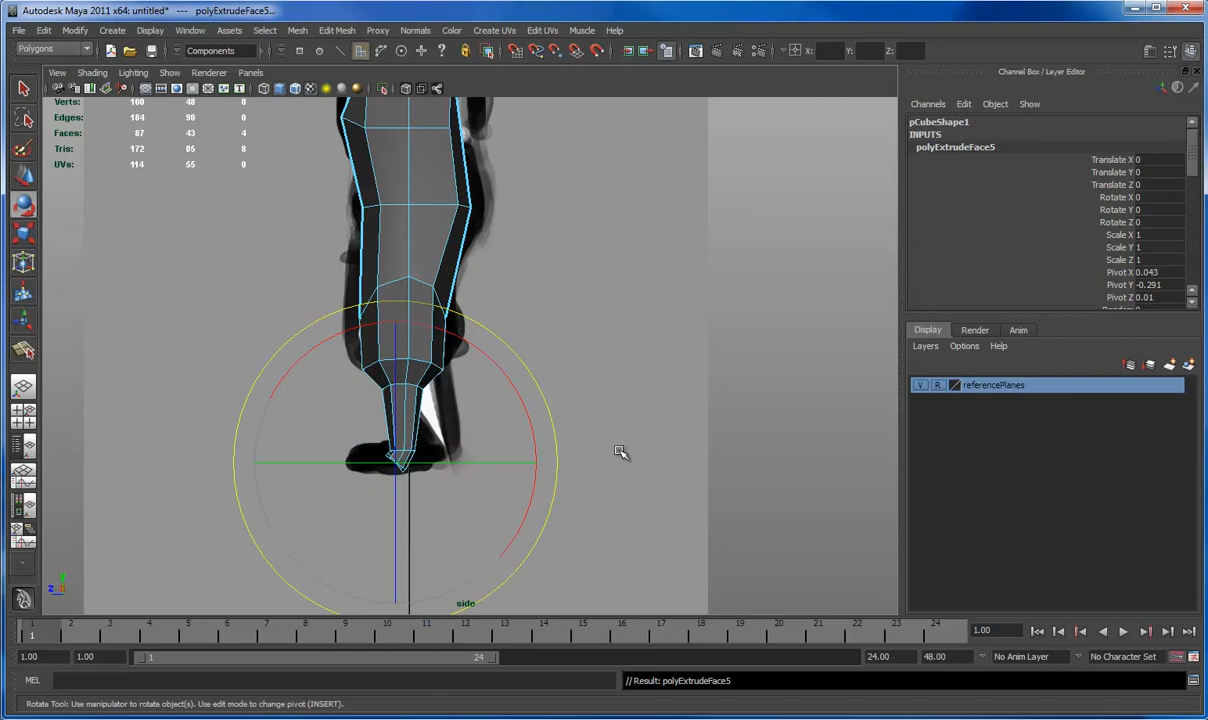 Autodesk Maya 2011 x64: untitled* --- polyExtrudeFace5...
File Edit Modify Create Display Window Assets Select Mesh Edit Mesh Proxy Normals Color Create UVs Edit UVs Muscle Help
Polygons Components X: Y: Z:
Channel Box / Layer Editor
View Shading Lighting Show Renderer Panels
Channels Edit Object Show
Verts: 100 48 0
Edges: 184 90 0
Faces: 87 43 4
Tris: 172 85 8
UVs: 114 55 0
pCubeShape1
INPUTS
polyExtrudeFace5
Translate X 0
Translate Y 0
Translate Z 0
Rotate X 0
Rotate Y 0
Rotate Z 0
Scale X 1
Scale Y 1
Scale Z 1
Pivot X 0.043
Pivot Y -0.291
Pivot Z 0.01
Display Render Anim
Layers Options Help
V R referencePlanes
y
z x
side
1 2 3 4 5 6 7 8 9 10 11 12 13 14 15 16 17 18 19 20 21 22 23 24
1 1.00
1.00 1.00 1 24 24.00 48.00 No Anim Layer No Character Set
MEL // Result: polyExtrudeFace5
Rotate Tool: Use manipulator to rotate object(s). Use edit mode to change pivot (INSERT).